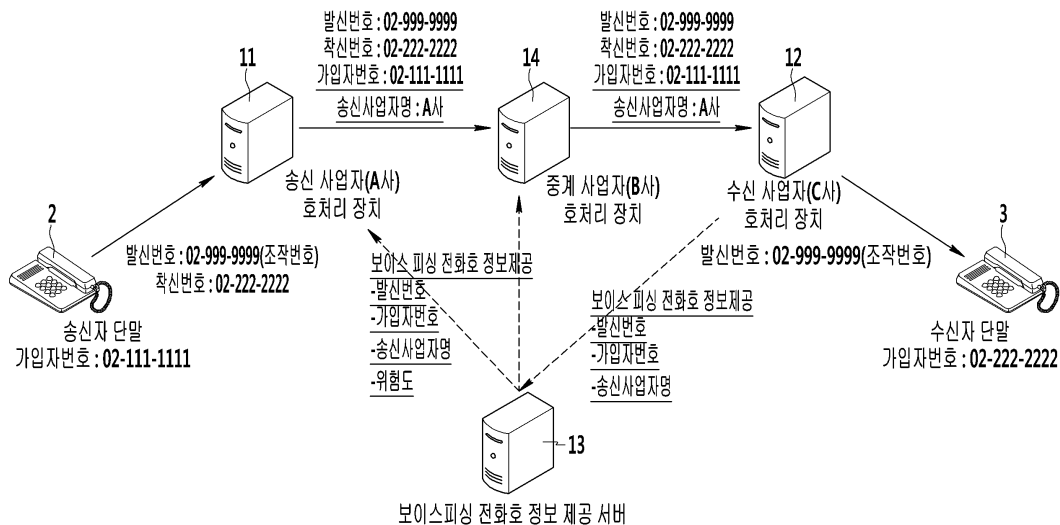 발신번호 : 02-999-9999
착신번호 : 02-222-2222
가입자번호 : 02-111-1111
송신사업자명 : A사
발신번호 : 02-999-9999
착신번호 : 02-222-2222
가입자번호 : 02-111-1111
송신사업자명 : A사
11
14
12
송신 사업자(A사)
호처리 장치
중계 사업자(B사)
호처리 장치
수신 사업자(C사)
호처리 장치
2
발신번호 : 02-999-9999(조작번호)
착신번호 : 02-222-2222
송신자 단말
가입자번호 : 02-111-1111
발신번호 : 02-999-9999(조작번호)
3
수신자 단말
가입자번호 : 02-222-2222
보이스 피싱 전화호 정보제공
-발신번호
-가입자번호
-송신사업자명
-위험도
보이스 피싱 전화호 정보제공
-발신번호
-가입자번호
-송신사업자명
13
보이스피싱 전화호 정보 제공 서버